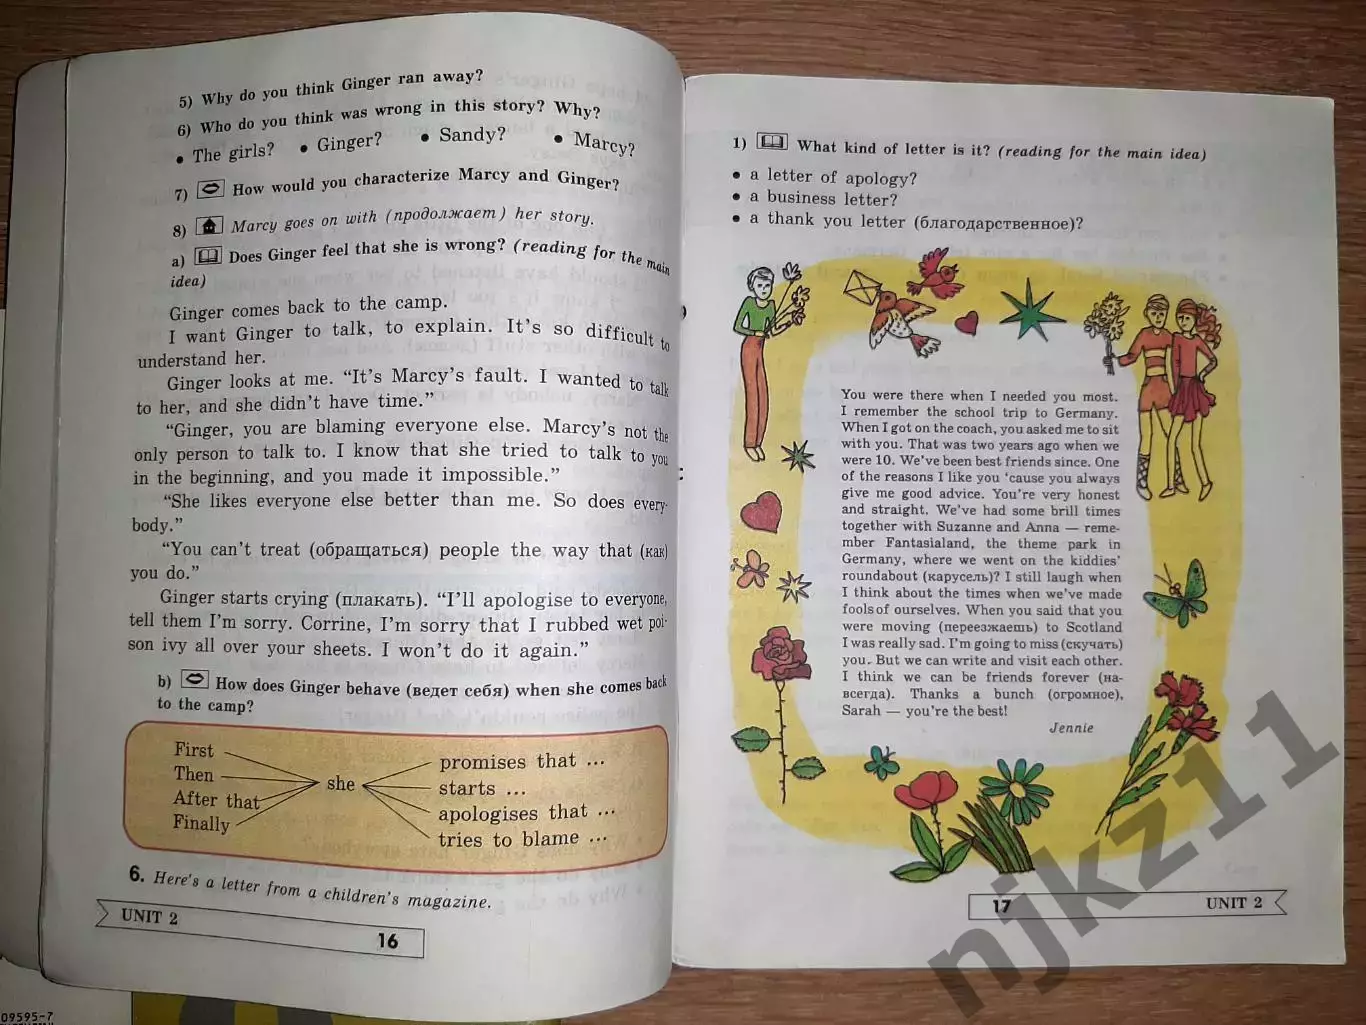 5) Why do you think Ginger ran away?
6) Who do you think was wrong in this story? Why?
• The girls? • Ginger? • Sandy? • Marcy?
7) How would you characterize Marcy and Ginger?
8) Marcy goes on with (продолжает) her story.
a) Does Ginger feel that she is wrong? (reading for the main
idea)
Ginger comes back to the camp.
I want Ginger to talk, to explain. It's so difficult to
understand her.
Ginger looks at me. “It's Marcy's fault. I wanted to talk
to her, and she didn't have time.”
“Ginger, you are blaming everyone else. Marcy's not the
only person to talk to. I know that she tried to talk to you
in the beginning, and you made it impossible.”
“She likes everyone else better than me. So does every-
body.”
“You can't treat (обращаться) people the way that (как)
you do.”
Ginger starts crying (плакать). “I'll apologise to everyone,
tell them I'm sorry. Corrine, I'm sorry that I rubbed wet poi-
son ivy all over your sheets. I won't do it again.”
b) How does Ginger behave (ведет себя) when she comes back
to the camp?
First
Then
After that
Finally
she
promises that ...
starts ...
apologises that ...
tries to blame ...
6. Here's a letter from a children's magazine.
UNIT 2
16
1) What kind of letter is it? (reading for the main idea)
• a letter of apology?
• a business letter?
• a thank you letter (благодарственное)?
You were there when I needed you most.
I remember the school trip to Germany.
When I got on the coach, you asked me to sit
with you. That was two years ago when we
were 10. We've been best friends since. One
of the reasons I like you ‘cause you always
give me good advice. You're very honest
and straight. We've had some brill times
together with Suzanne and Anna — reme-
mber Fantasialand, the theme park in
Germany, where we went on the kiddies'
roundabout (карусель)? I still laugh when
I think about the times when we've made
fools of ourselves. When you said that you
were moving (переезжаешь) to Scotland
I was really sad. I'm going to miss (скучать)
you. But we can write and visit each other.
I think we can be friends forever (на-
всегда). Thanks a bunch (огромное),
Sarah — you're the best!
Jennie
17
UNIT 2
njkz11
09595-7